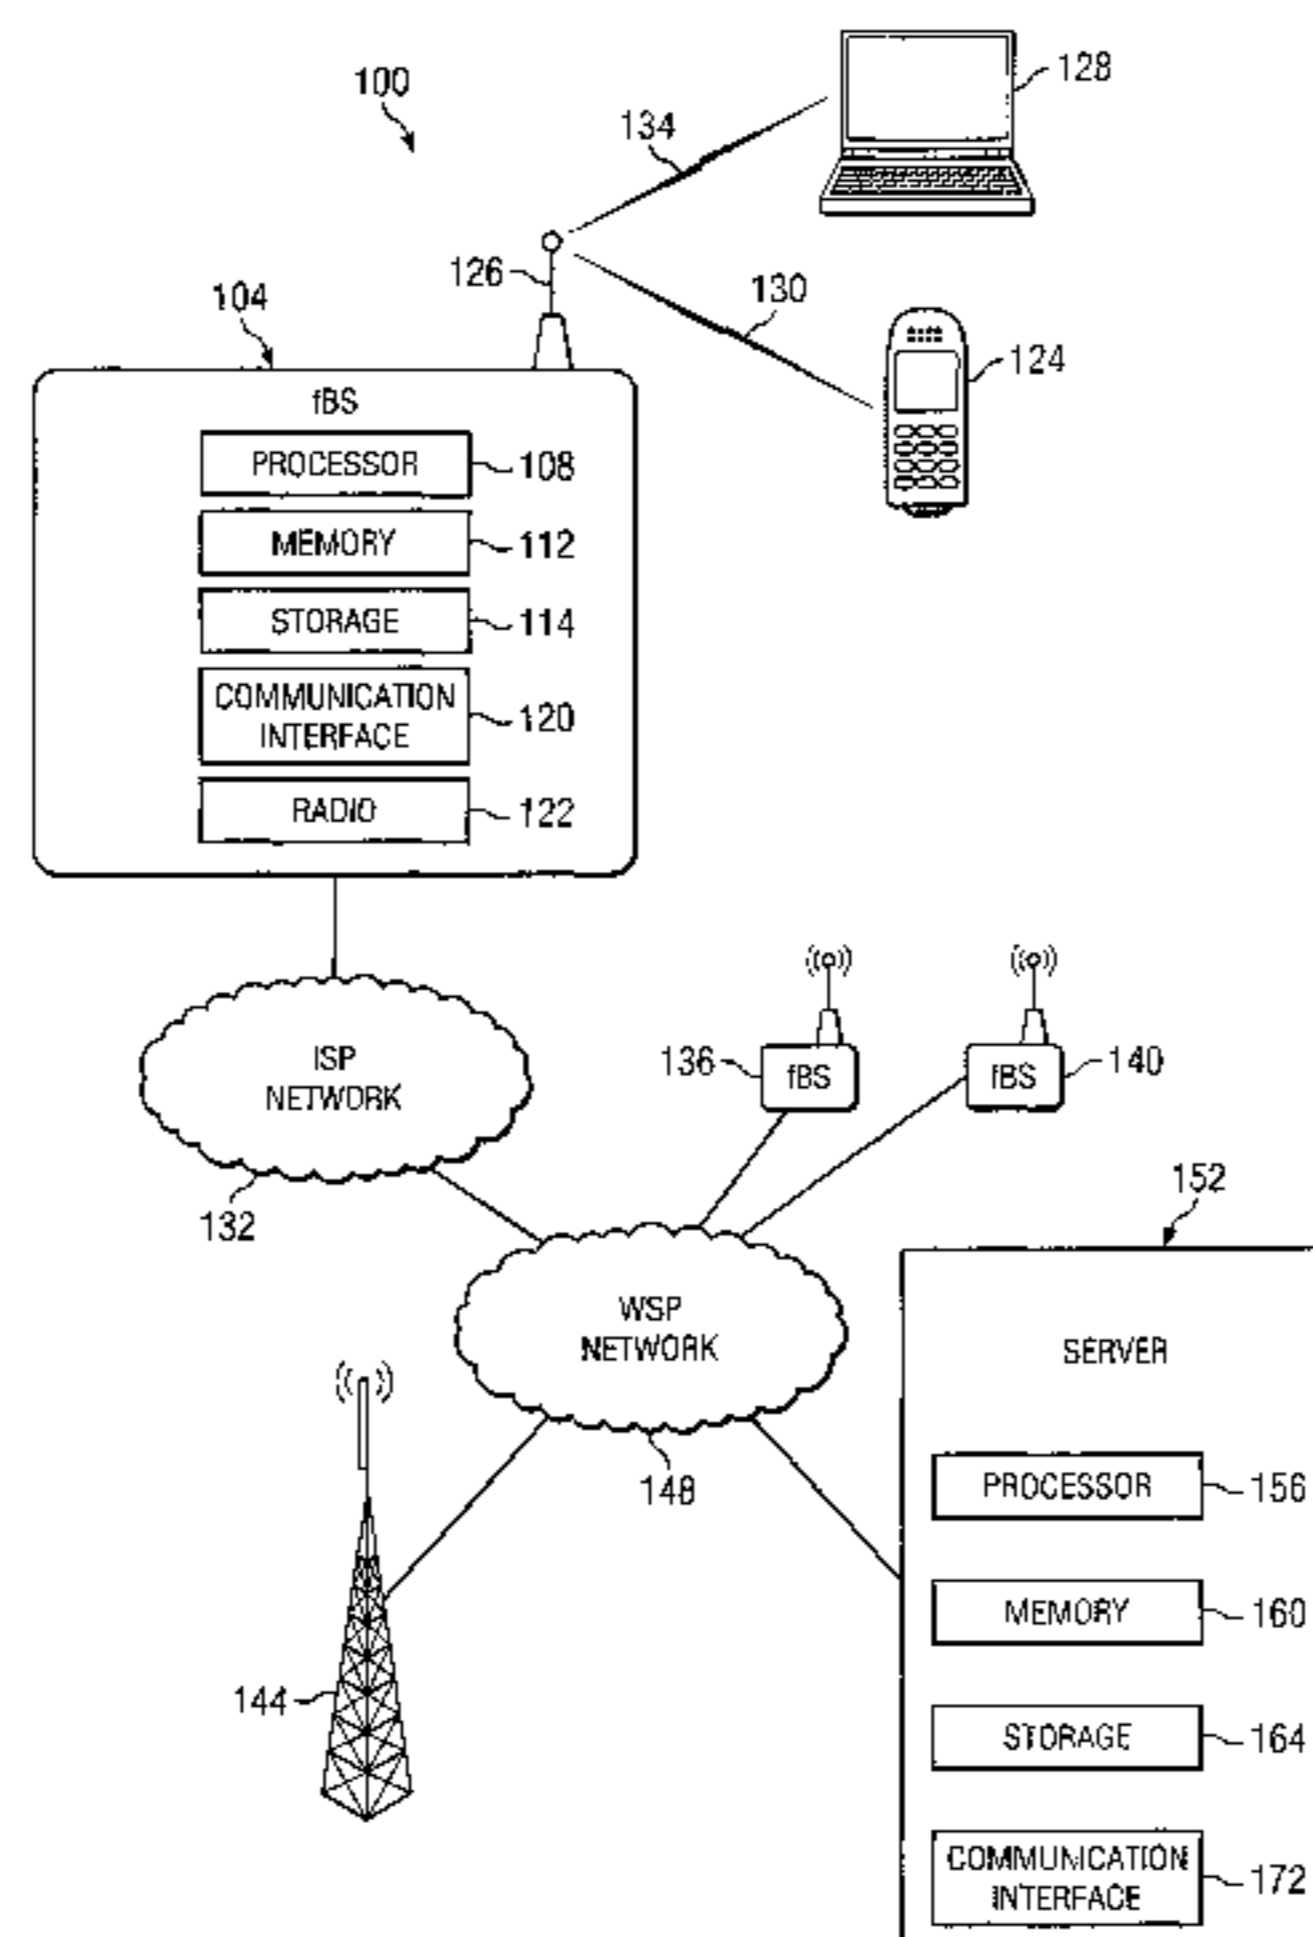 100
128
134
126
130
104
124
fBS
PROCESSOR 108
MEMORY 112
STORAGE 114
COMMUNICATION
INTERFACE
120
RADIO 122
ISP
NETWORK
132
136 fBS
fBS 140
152
WSP
NETWORK
148
SERVER
144
PROCESSOR 156
MEMORY 160
STORAGE 164
COMMUNICATION
INTERFACE
172